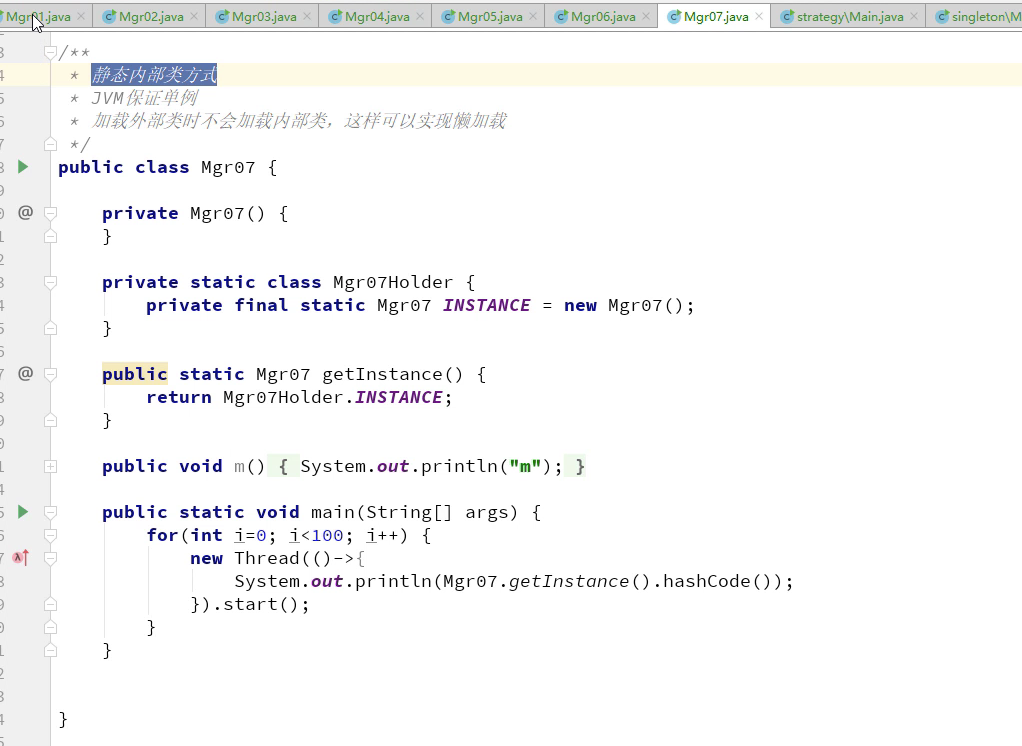 Mgr01.java Mgr02.java Mgr03.java Mgr04.java Mgr05.java Mgr06.java Mgr07.java strategy\Main.java singleton\M
/**
* 静态内部类方式
* JVM保证单例
* 加载外部类时不会加载内部类，这样可以实现懒加载
*/
public class Mgr07 {
private Mgr07() {
}
private static class Mgr07Holder {
private final static Mgr07 INSTANCE = new Mgr07();
}
public static Mgr07 getInstance() {
return Mgr07Holder.INSTANCE;
}
public void m() { System.out.println("m"); }
public static void main(String[] args) {
for(int i=0; i<100; i++) {
new Thread(()->{
System.out.println(Mgr07.getInstance().hashCode());
}).start();
}
}
}